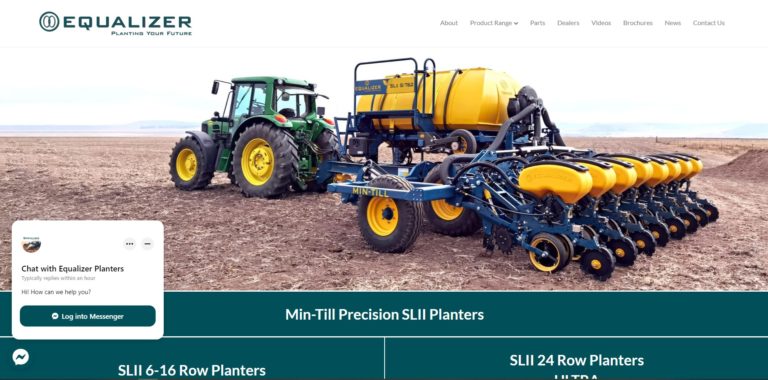 EQUALIZER
PLANTING YOUR FUTURE
About Product Range Parts Dealers Videos Brochures News Contact Us
EQUALIZER
MIN-TILL
Chat with Equalizer Planters
Typically replies within an hour
Hi! How can we help you?
Log into Messenger
Min-Till Precision SLII Planters
SLII 6-16 Row Planters
SLII 24 Row Planters
ULTRA